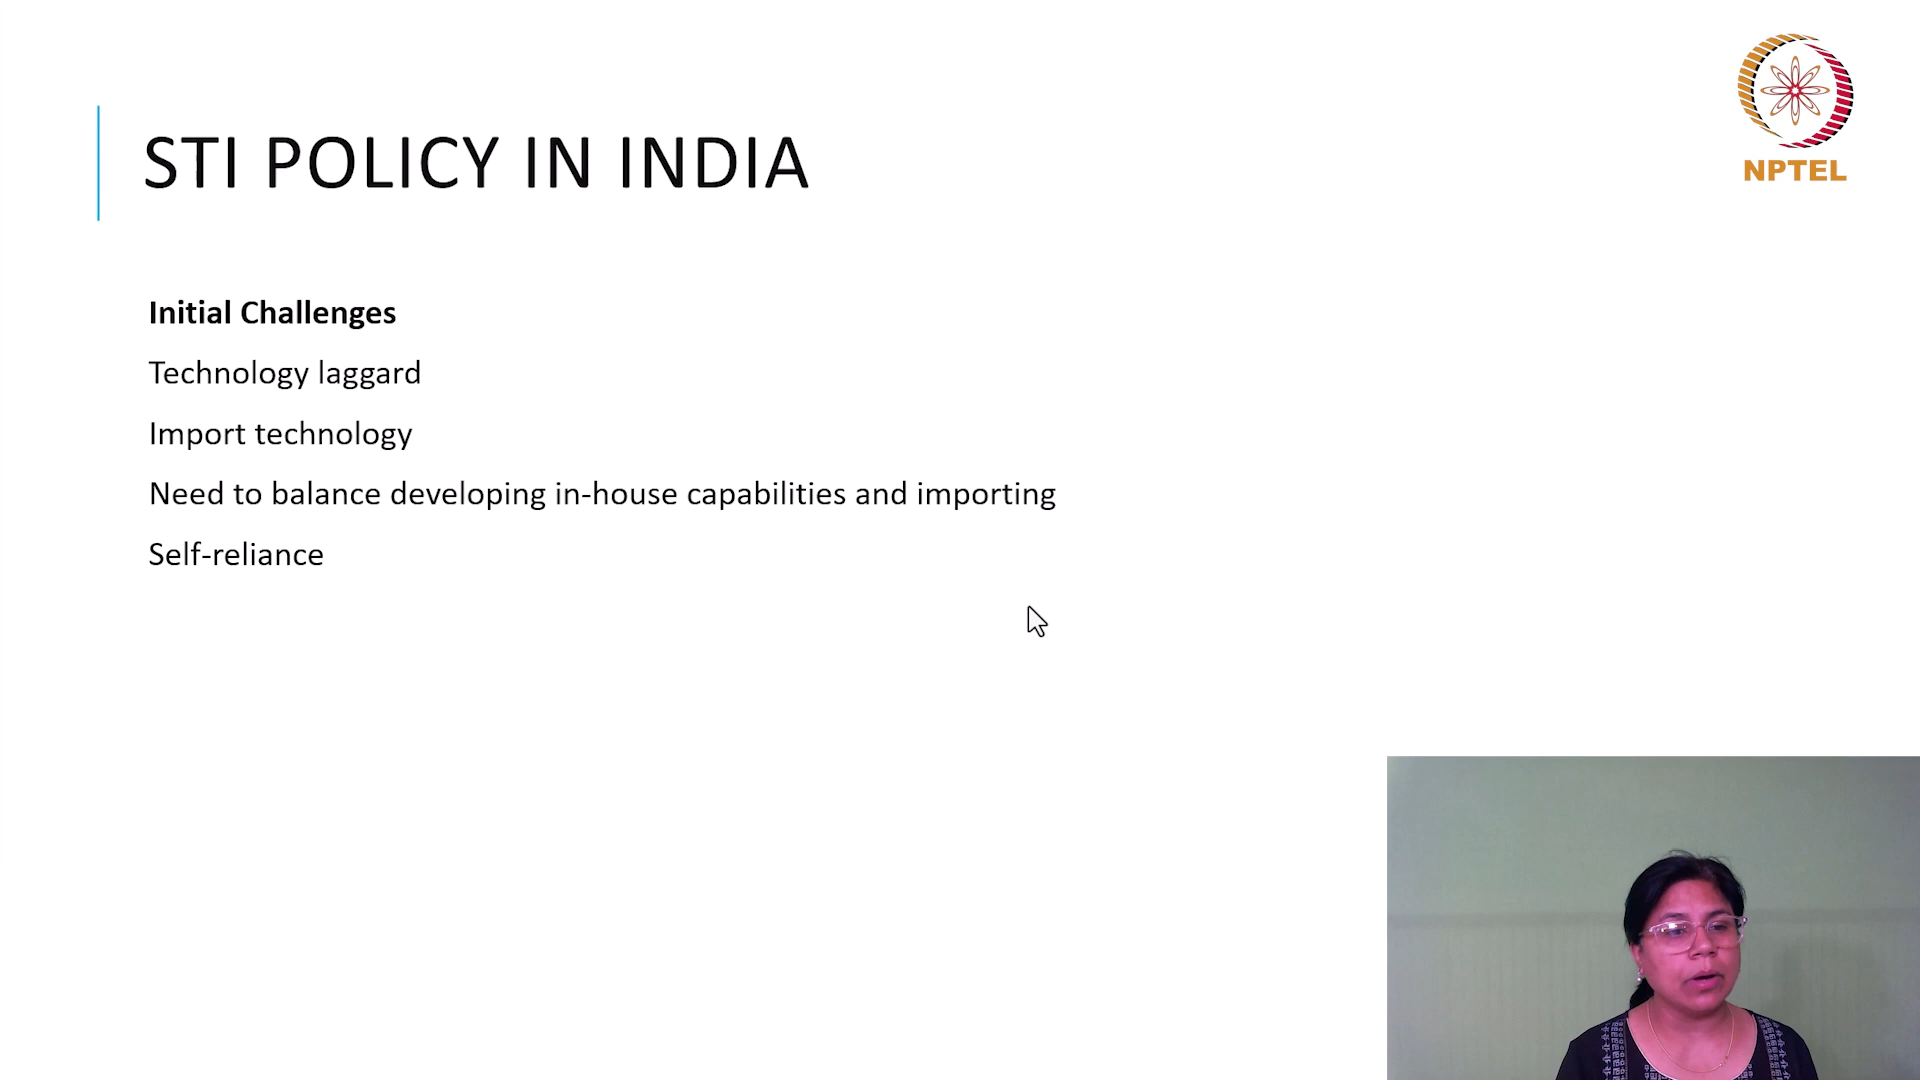 STI POLICY IN INDIA
NPTEL
Initial Challenges
Technology laggard
Import technology
Need to balance developing in-house capabilities and importing
Self-reliance